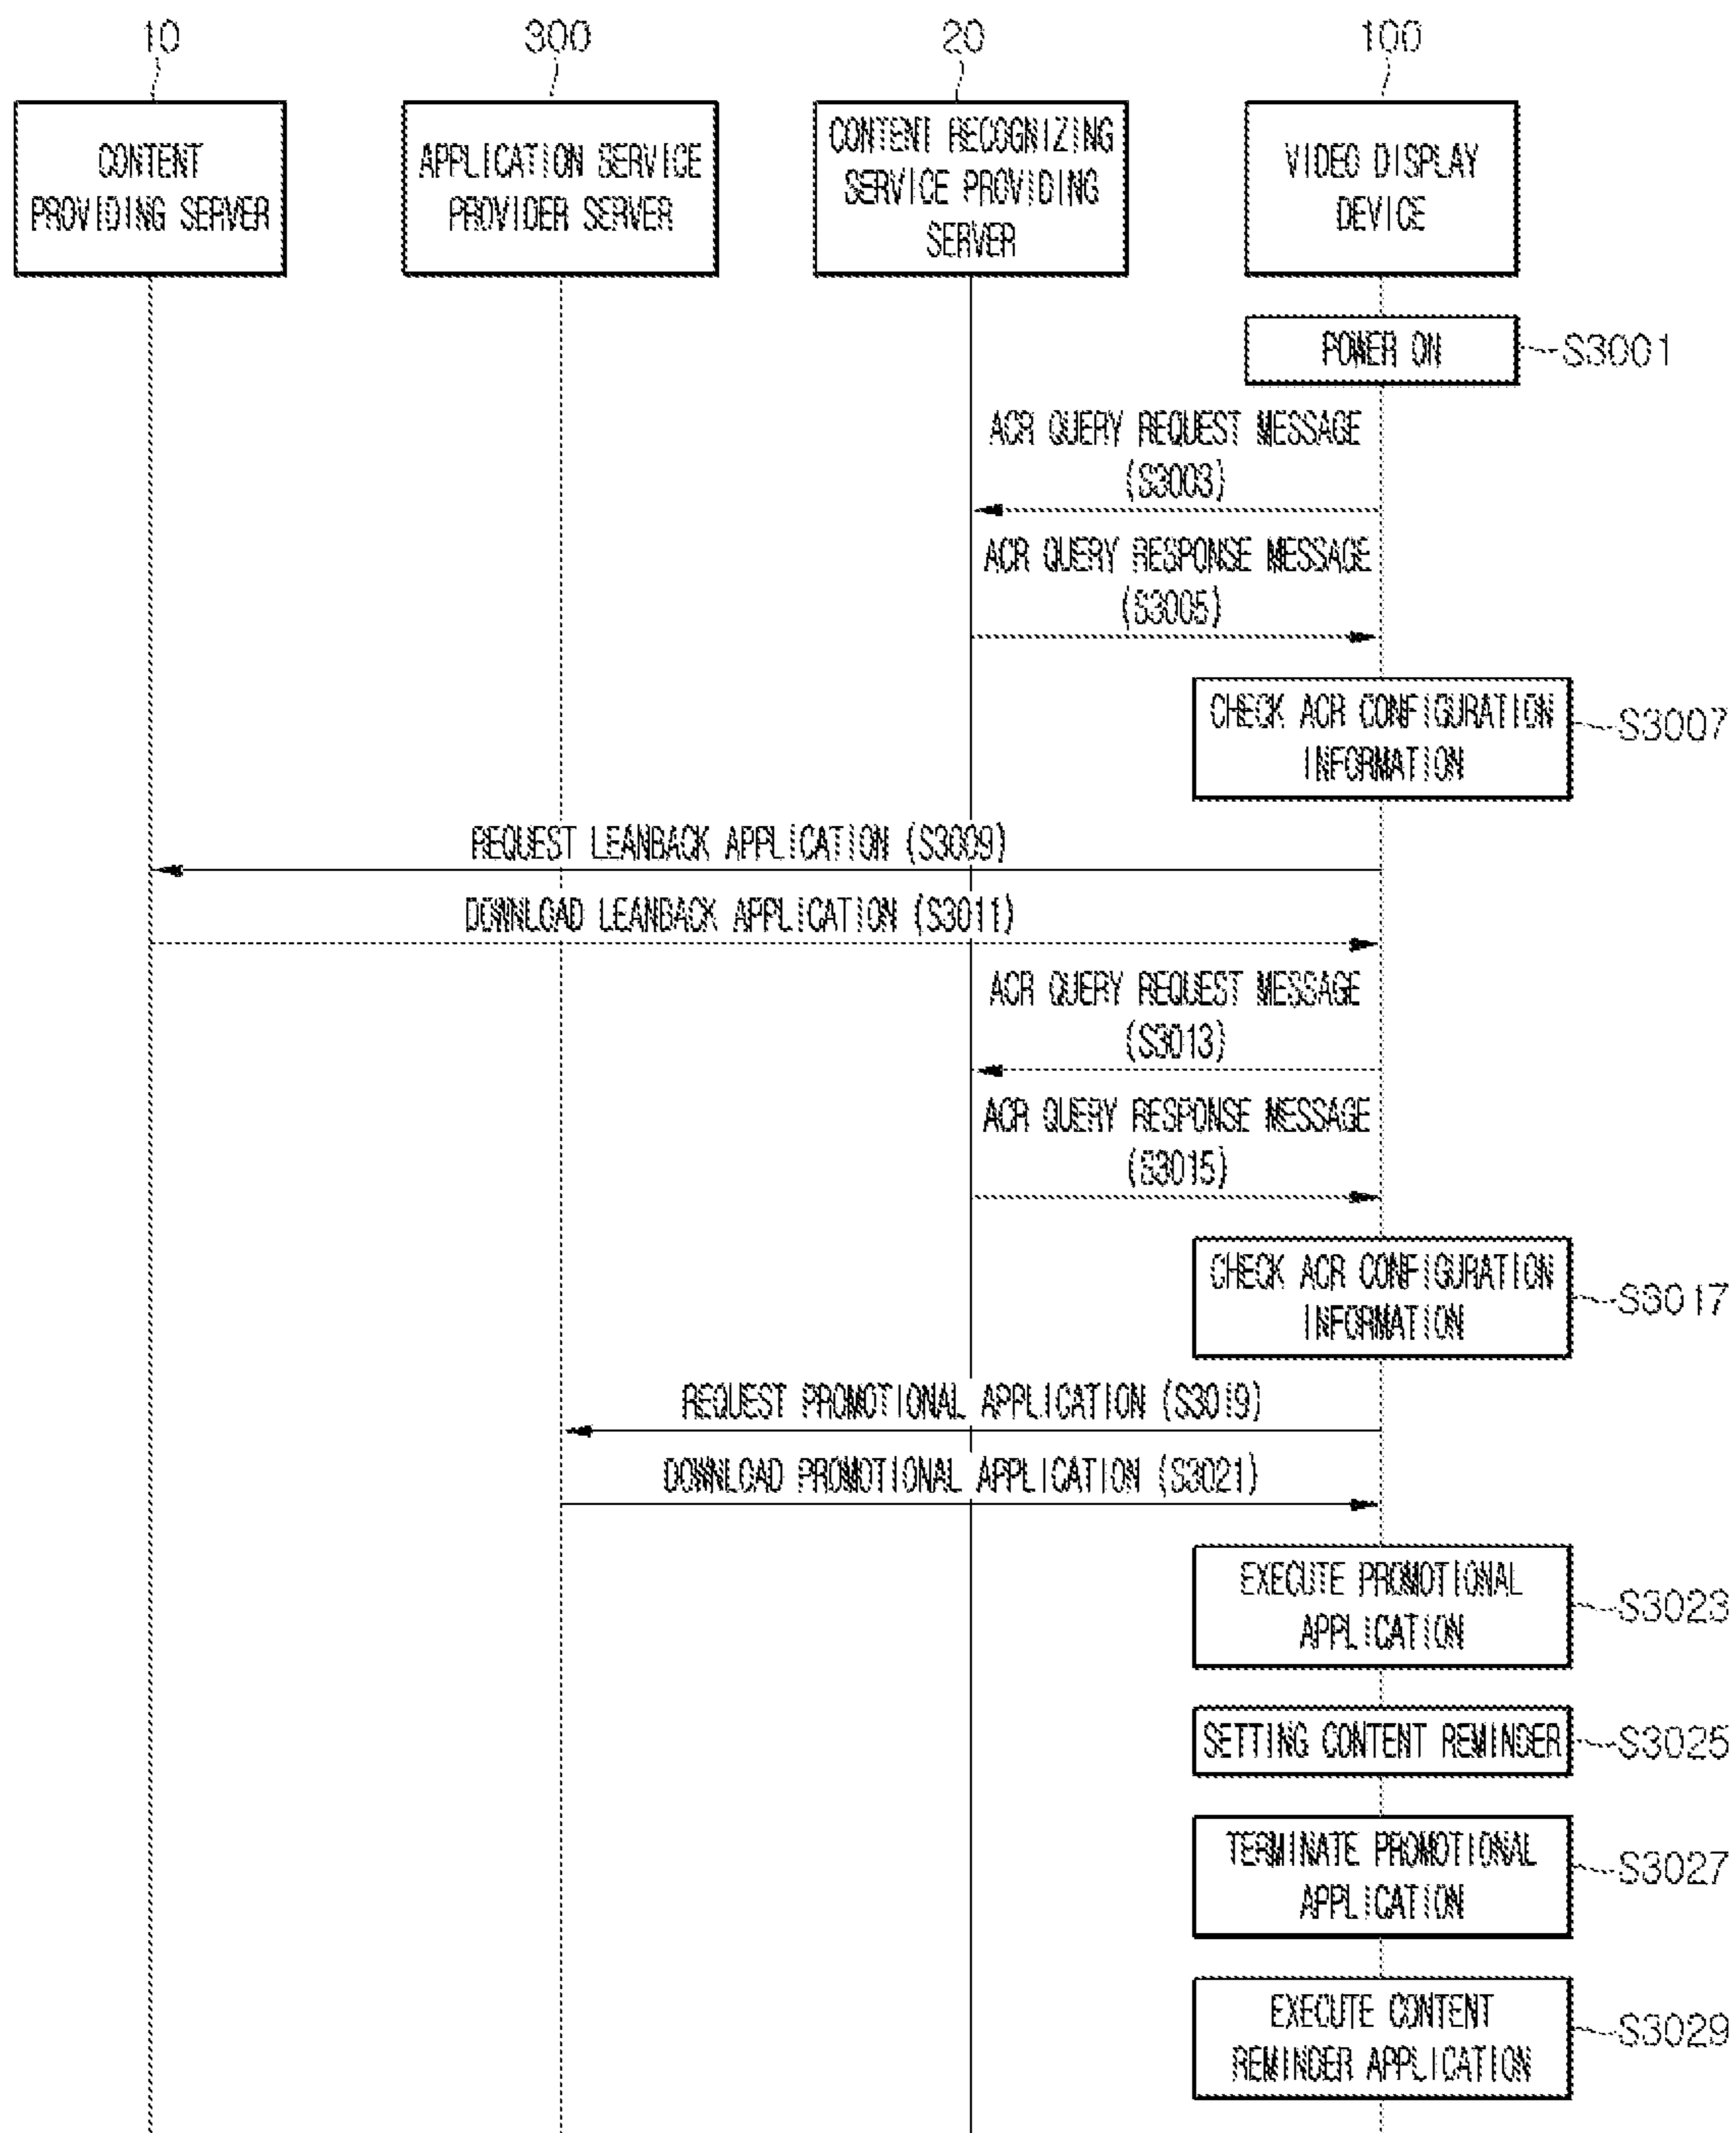 10
300
20
100
CONTENT
PROVIDING SERVER
APPLICATION SERVICE
PROVIDER SERVER
CONTENT RECOGNIZING
SERVICE PROVIDING
SERVER
VIDEO DISPLAY
DEVICE
POWER ON
S3001
ACR QUERY REQUEST MESSAGE
(S3003)
ACR QUERY RESPONSE MESSAGE
(S3005)
CHECK ACR CONFIGURATION
INFORMATION
S3007
REQUEST LEANBACK APPLICATION (S3009)
DOWNLOAD LEANBACK APPLICATION (S3011)
ACR QUERY REQUEST MESSAGE
(S3013)
ACR QUERY RESPONSE MESSAGE
(S3015)
CHECK ACR CONFIGURATION
INFORMATION
S3017
REQUEST PROMOTIONAL APPLICATION (S3019)
DOWNLOAD PROMOTIONAL APPLICATION (S3021)
EXECUTE PROMOTIONAL
APPLICATION
S3023
SETTING CONTENT REMINDER
S3025
TERMINATE PROMOTIONAL
APPLICATION
S3027
EXECUTE CONTENT
REMINDER APPLICATION
S3029